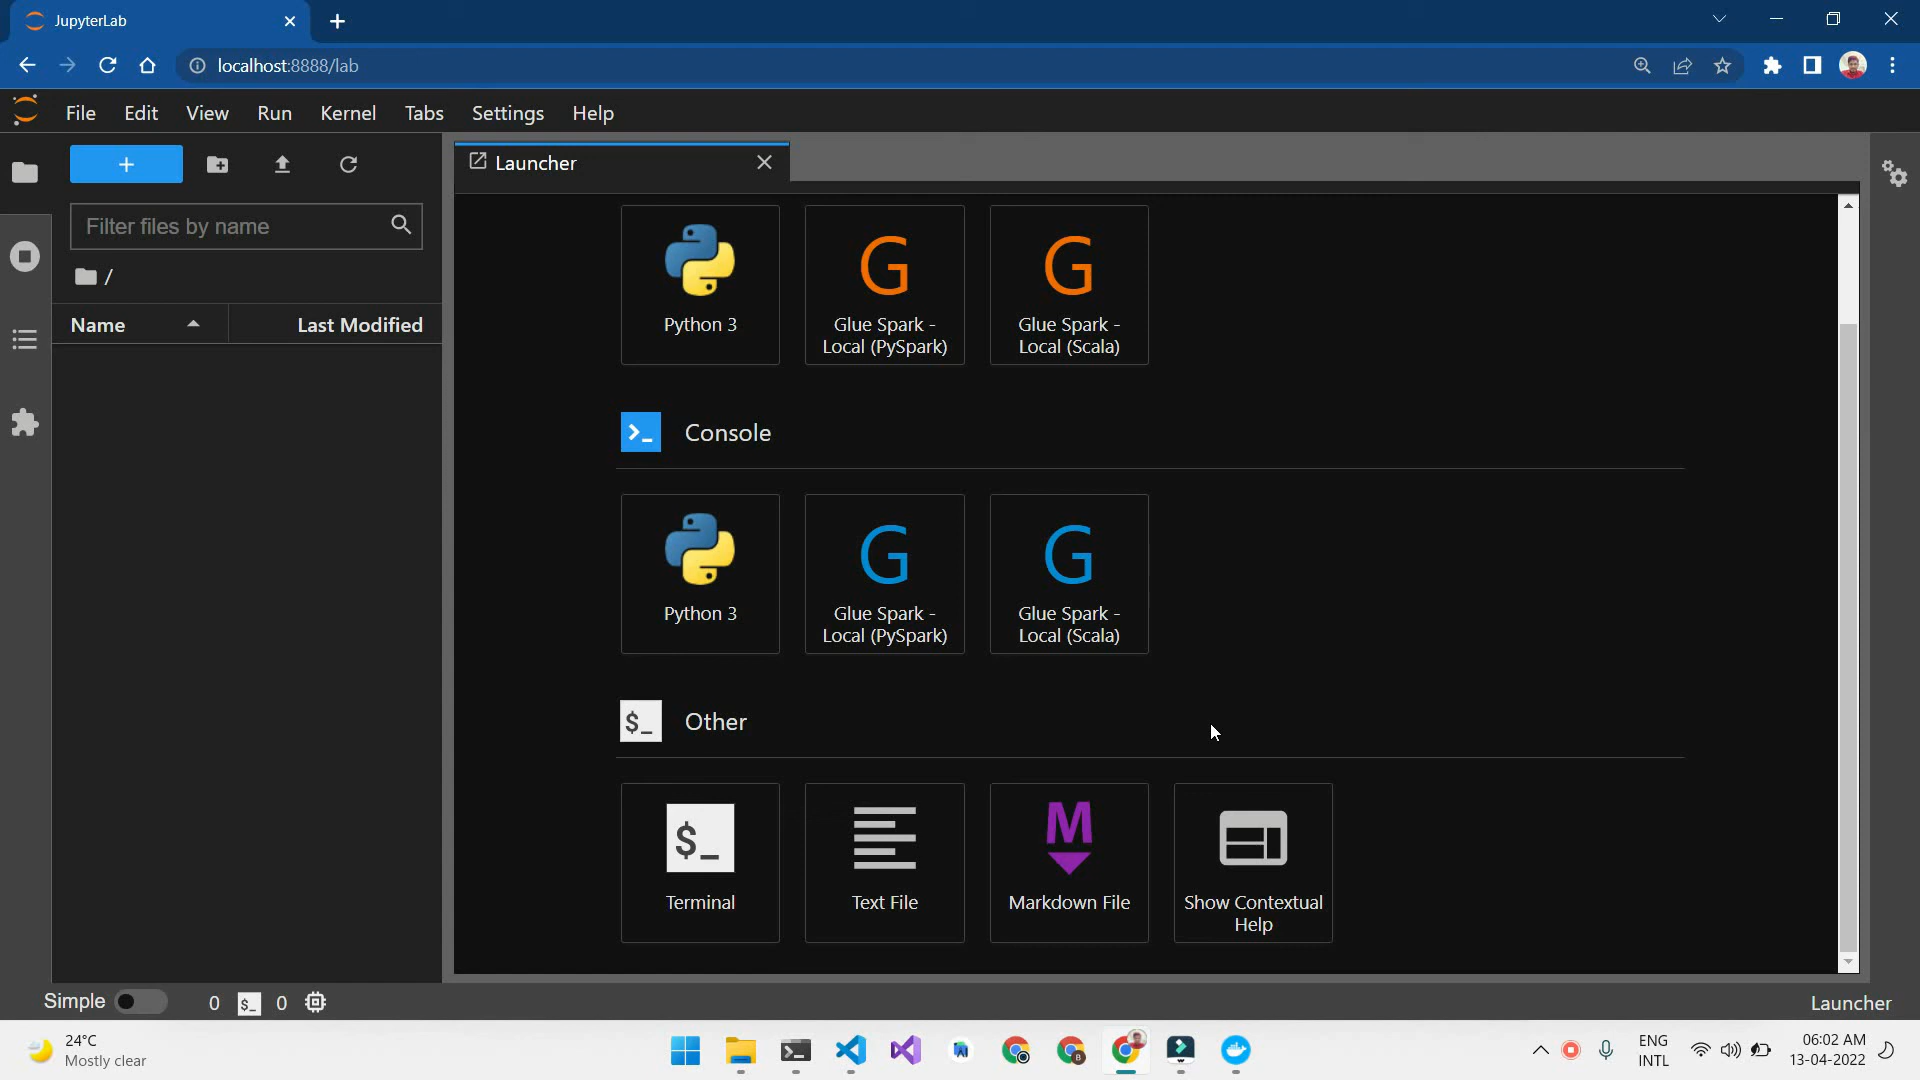 JupyterLab
localhost:8888/lab
File Edit View Run Kernel Tabs Settings Help
+
Launcher
Filter files by name
/
Name Last Modified
Python 3
Glue Spark -
Local (PySpark)
Glue Spark -
Local (Scala)
>_ Console
Python 3
Glue Spark -
Local (PySpark)
Glue Spark -
Local (Scala)
$_ Other
$_
Terminal
Text File
M
Markdown File
Show Contextual
Help
Simple 0 $_ 0 Launcher
24°C
Mostly clear
ENG
INTL
06:02 AM
13-04-2022